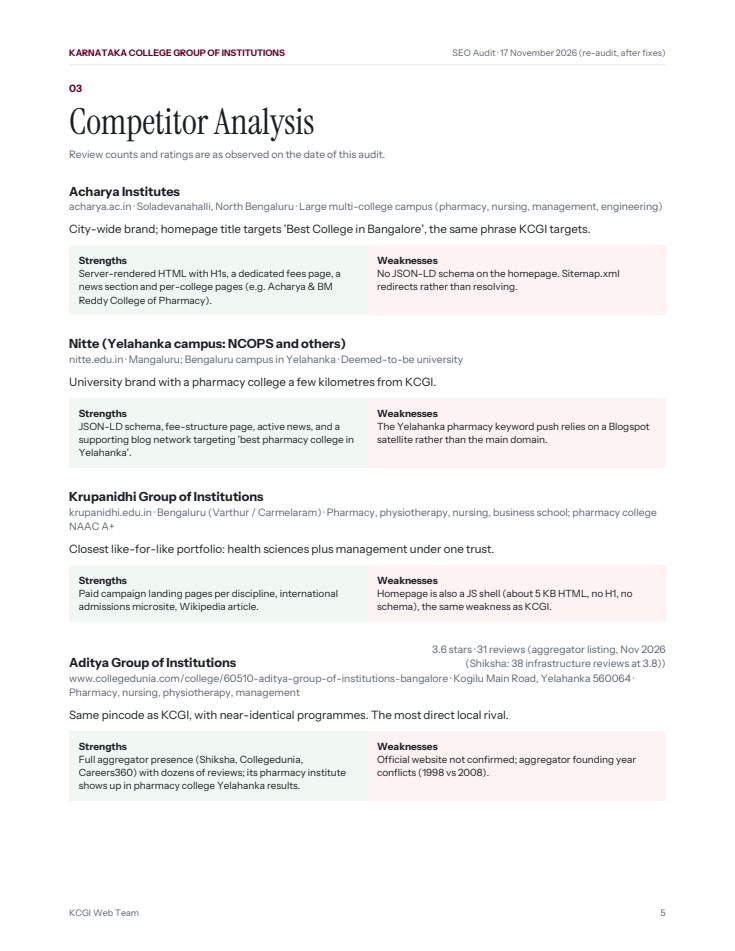 KARNATAKA COLLEGE GROUP OF INSTITUTIONS
SEO Audit · 17 November 2026 (re-audit, after fixes)
03
Competitor Analysis
Review counts and ratings are as observed on the date of this audit.
Acharya Institutes
acharya.ac.in · Soladevanahalli, North Bengaluru · Large multi-college campus (pharmacy, nursing, management, engineering)
City-wide brand; homepage title targets 'Best College in Bangalore', the same phrase KCGI targets.
Strengths
Server-rendered HTML with H1s, a dedicated fees page, a
news section and per-college pages (e.g. Acharya & BM
Reddy College of Pharmacy).
Weaknesses
No JSON-LD schema on the homepage. Sitemap.xml
redirects rather than resolving.
Nitte (Yelahanka campus: NCOPS and others)
nitte.edu.in · Mangaluru; Bengaluru campus in Yelahanka · Deemed-to-be university
University brand with a pharmacy college a few kilometres from KCGI.
Strengths
JSON-LD schema, fee-structure page, active news, and a
supporting blog network targeting 'best pharmacy college in
Yelahanka'.
Weaknesses
The Yelahanka pharmacy keyword push relies on a Blogspot
satellite rather than the main domain.
Krupanidhi Group of Institutions
krupanidhi.edu.in · Bengaluru (Varthur / Carmelaram) · Pharmacy, physiotherapy, nursing, business school; pharmacy college
NAAC A+
Closest like-for-like portfolio: health sciences plus management under one trust.
Strengths
Paid campaign landing pages per discipline, international
admissions microsite, Wikipedia article.
Weaknesses
Homepage is also a JS shell (about 5 KB HTML, no H1, no
schema), the same weakness as KCGI.
Aditya Group of Institutions
3.6 stars · 31 reviews (aggregator listing, Nov 2026
(Shiksha: 38 infrastructure reviews at 3.8))
www.collegedunia.com/college/60510-aditya-group-of-institutions-bangalore · Kogilu Main Road, Yelahanka 560064 ·
Pharmacy, nursing, physiotherapy, management
Same pincode as KCGI, with near-identical programmes. The most direct local rival.
Strengths
Full aggregator presence (Shiksha, Collegedunia,
Careers360) with dozens of reviews; its pharmacy institute
shows up in pharmacy college Yelahanka results.
Weaknesses
Official website not confirmed; aggregator founding year
conflicts (1998 vs 2008).
KCGI Web Team
5